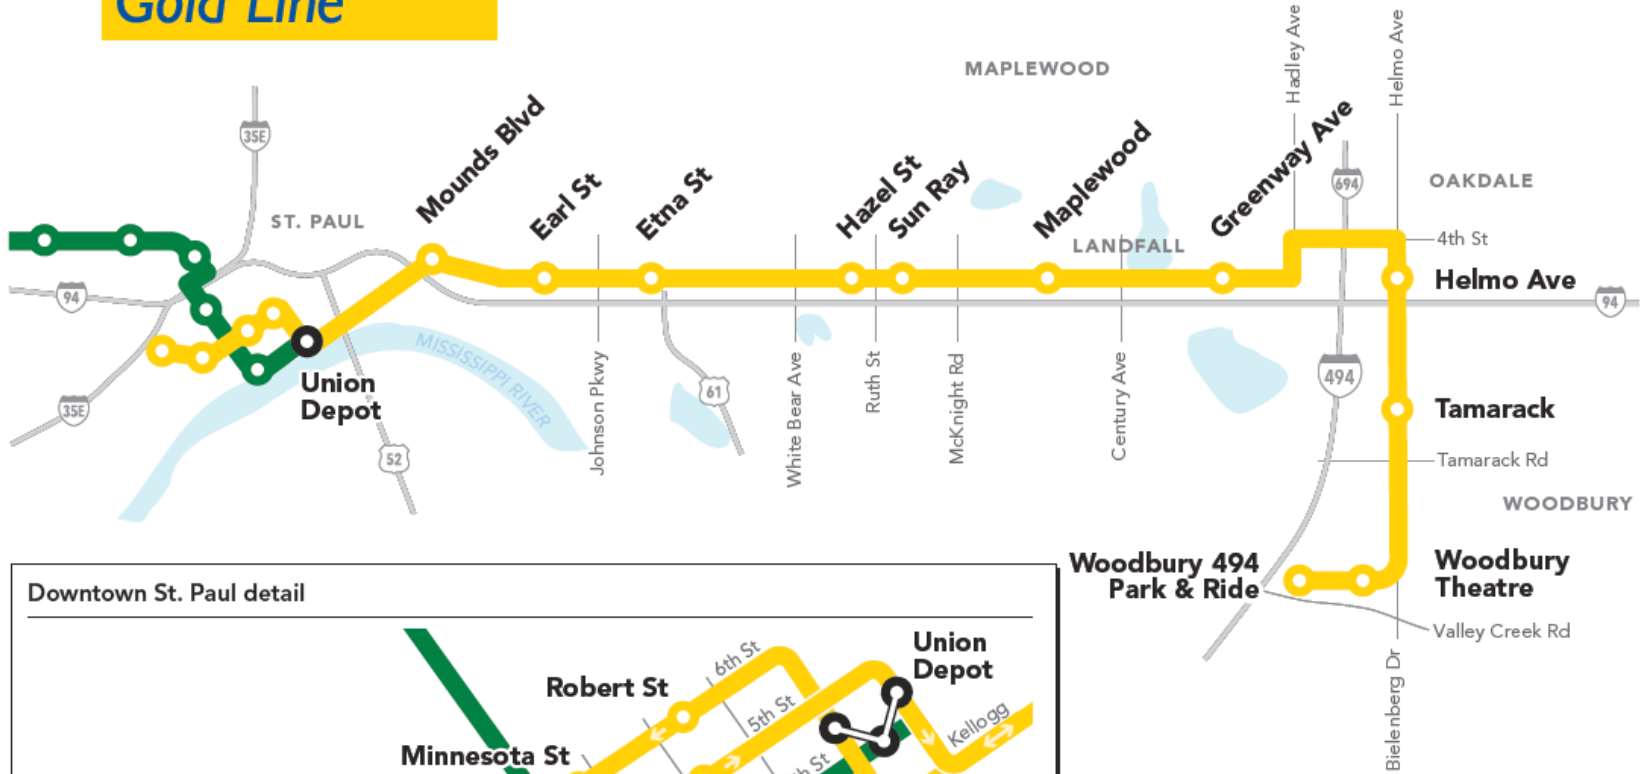 Gold Line
MAPLEWOOD
Hadley Ave
Helmo Ave
35E
Mounds Blvd
Earl St
Etna St
Hazel St
Sun Ray
Maplewood
Greenway Ave
694
OAKDALE
ST. PAUL
LANDFALL
4th St
Helmo Ave
94
94
MISSISSIPPI RIVER
Union
Depot
35E
52
61
Johnson Pkwy
White Bear Ave
Ruth St
McKnight Rd
Century Ave
494
Tamarack
Tamarack Rd
WOODBURY
Woodbury 494
Park & Ride
Woodbury
Theatre
Valley Creek Rd
Bielenberg Dr
Downtown St. Paul detail
Union
Depot
6th St
Robert St
5th St
Kellogg
Minnesota St